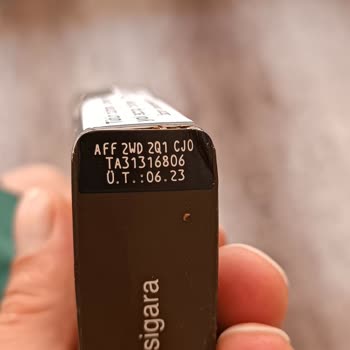 AFF 2WD 2Q1 CJ0
TA31316806
Ü.T.:06.23
sigara